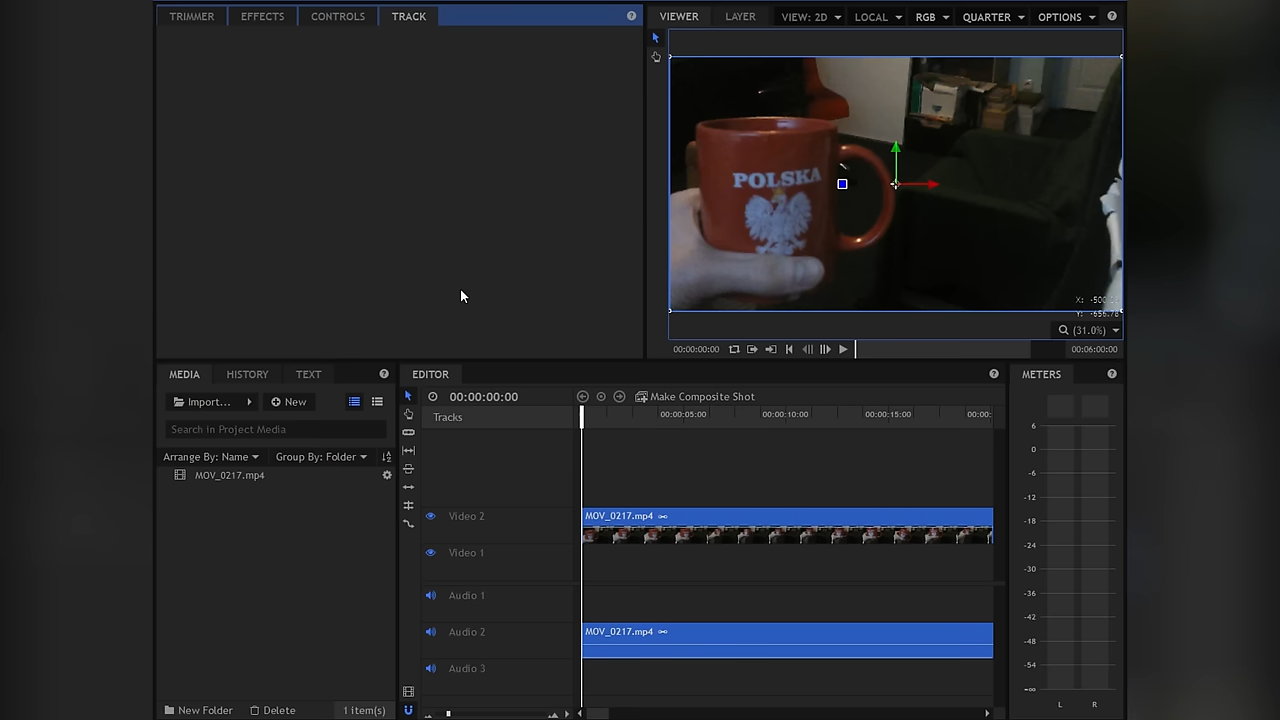 TRIMMER EFFECTS CONTROLS TRACK
VIEWER LAYER VIEW: 2D LOCAL RGB QUARTER OPTIONS
POLSKA
X: -500
Y: -656.78
(31.0%)
00:00:00:00 00:06:00:00
MEDIA HISTORY TEXT
Import... New
Search in Project Media
Arrange By: Name Group By: Folder
MOV_0217.mp4
New Folder Delete 1 item(s)
EDITOR
00:00:00:00 Make Composite Shot
Tracks 00:00:05:00 00:00:10:00 00:00:15:00 00:00:
Video 2 MOV_0217.mp4
Video 1
Audio 1
Audio 2 MOV_0217.mp4
Audio 3
METERS
6
0
-6
-12
-18
-24
-30
-36
-42
-48
-54
-∞
L R